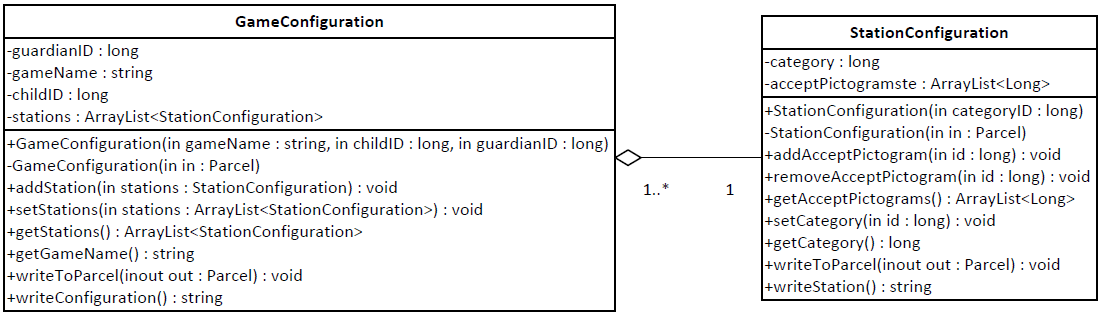 GameConfiguration
-guardianID : long
-gameName : string
-childID : long
-stations : ArrayList<StationConfiguration>
+GameConfiguration(in gameName : string, in childID : long, in guardianID : long)
-GameConfiguration(in in : Parcel)
+addStation(in stations : StationConfiguration) : void
+setStations(in stations : ArrayList<StationConfiguration>) : void
+getStations() : ArrayList<StationConfiguration>
+getGameName() : string
+writeToParcel(inout out : Parcel) : void
+writeConfiguration() : string
1..*
1
StationConfiguration
-category : long
-acceptPictogramste : ArrayList<Long>
+StationConfiguration(in categoryID : long)
-StationConfiguration(in in : Parcel)
+addAcceptPictogram(in id : long) : void
+removeAcceptPictogram(in id : long) : void
+getAcceptPictograms() : ArrayList<Long>
+setCategory(in id : long) : void
+getCategory() : long
+writeToParcel(inout out : Parcel) : void
+writeStation() : string